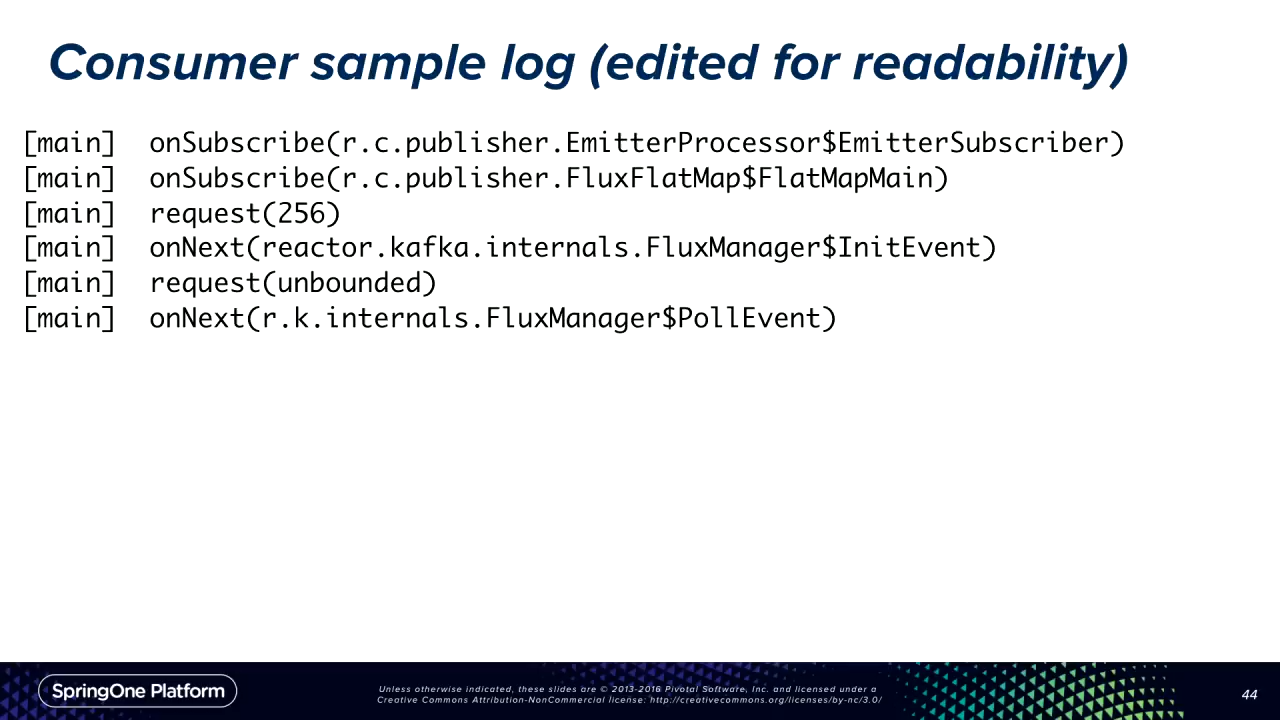 Consumer sample log (edited for readability)
[main]  onSubscribe(r.c.publisher.EmitterProcessor$EmitterSubscriber)
[main]  onSubscribe(r.c.publisher.FluxFlatMap$FlatMapMain)
[main]  request(256)
[main]  onNext(reactor.kafka.internals.FluxManager$InitEvent)
[main]  request(unbounded)
[main]  onNext(r.k.internals.FluxManager$PollEvent)
SpringOne Platform
Unless otherwise indicated, these slides are © 2013-2016 Pivotal Software, Inc. and licensed under a
Creative Commons Attribution-NonCommercial license: http://creativecommons.org/licenses/by-nc/3.0/
44